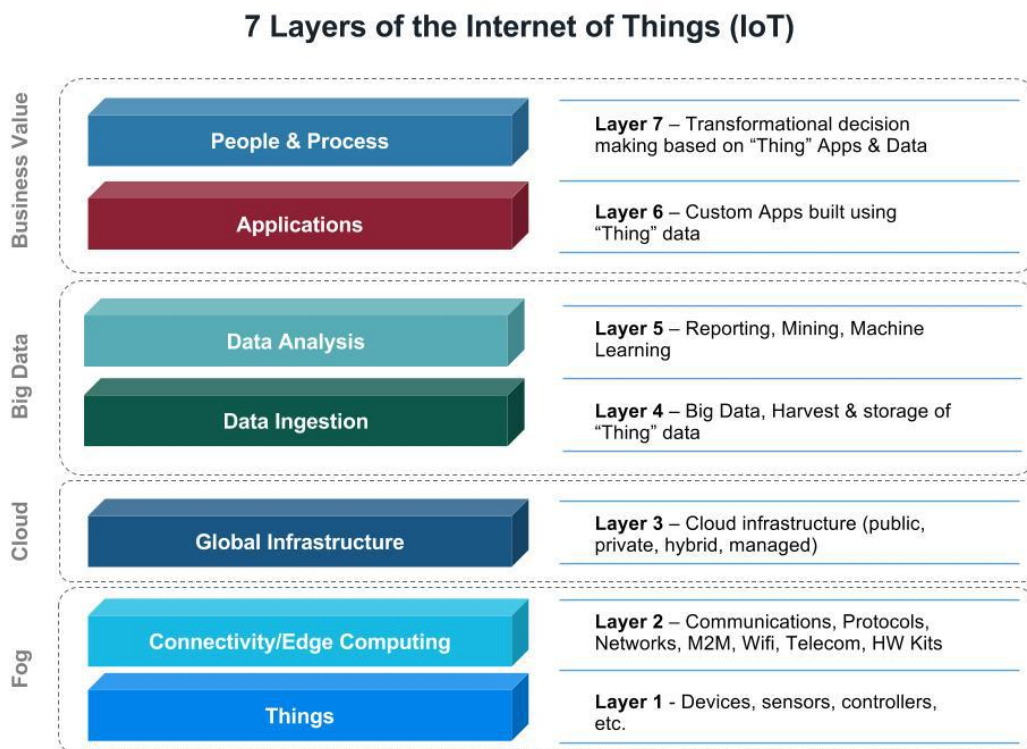 7 Layers of the Internet of Things (IoT)
Business Value
People & Process
Layer 7 – Transformational decision
making based on “Thing” Apps & Data
Applications
Layer 6 – Custom Apps built using
“Thing” data
Big Data
Data Analysis
Layer 5 – Reporting, Mining, Machine
Learning
Data Ingestion
Layer 4 – Big Data, Harvest & storage of
“Thing” data
Cloud
Global Infrastructure
Layer 3 – Cloud infrastructure (public,
private, hybrid, managed)
Fog
Connectivity/Edge Computing
Layer 2 – Communications, Protocols,
Networks, M2M, Wifi, Telecom, HW Kits
Things
Layer 1 - Devices, sensors, controllers,
etc.